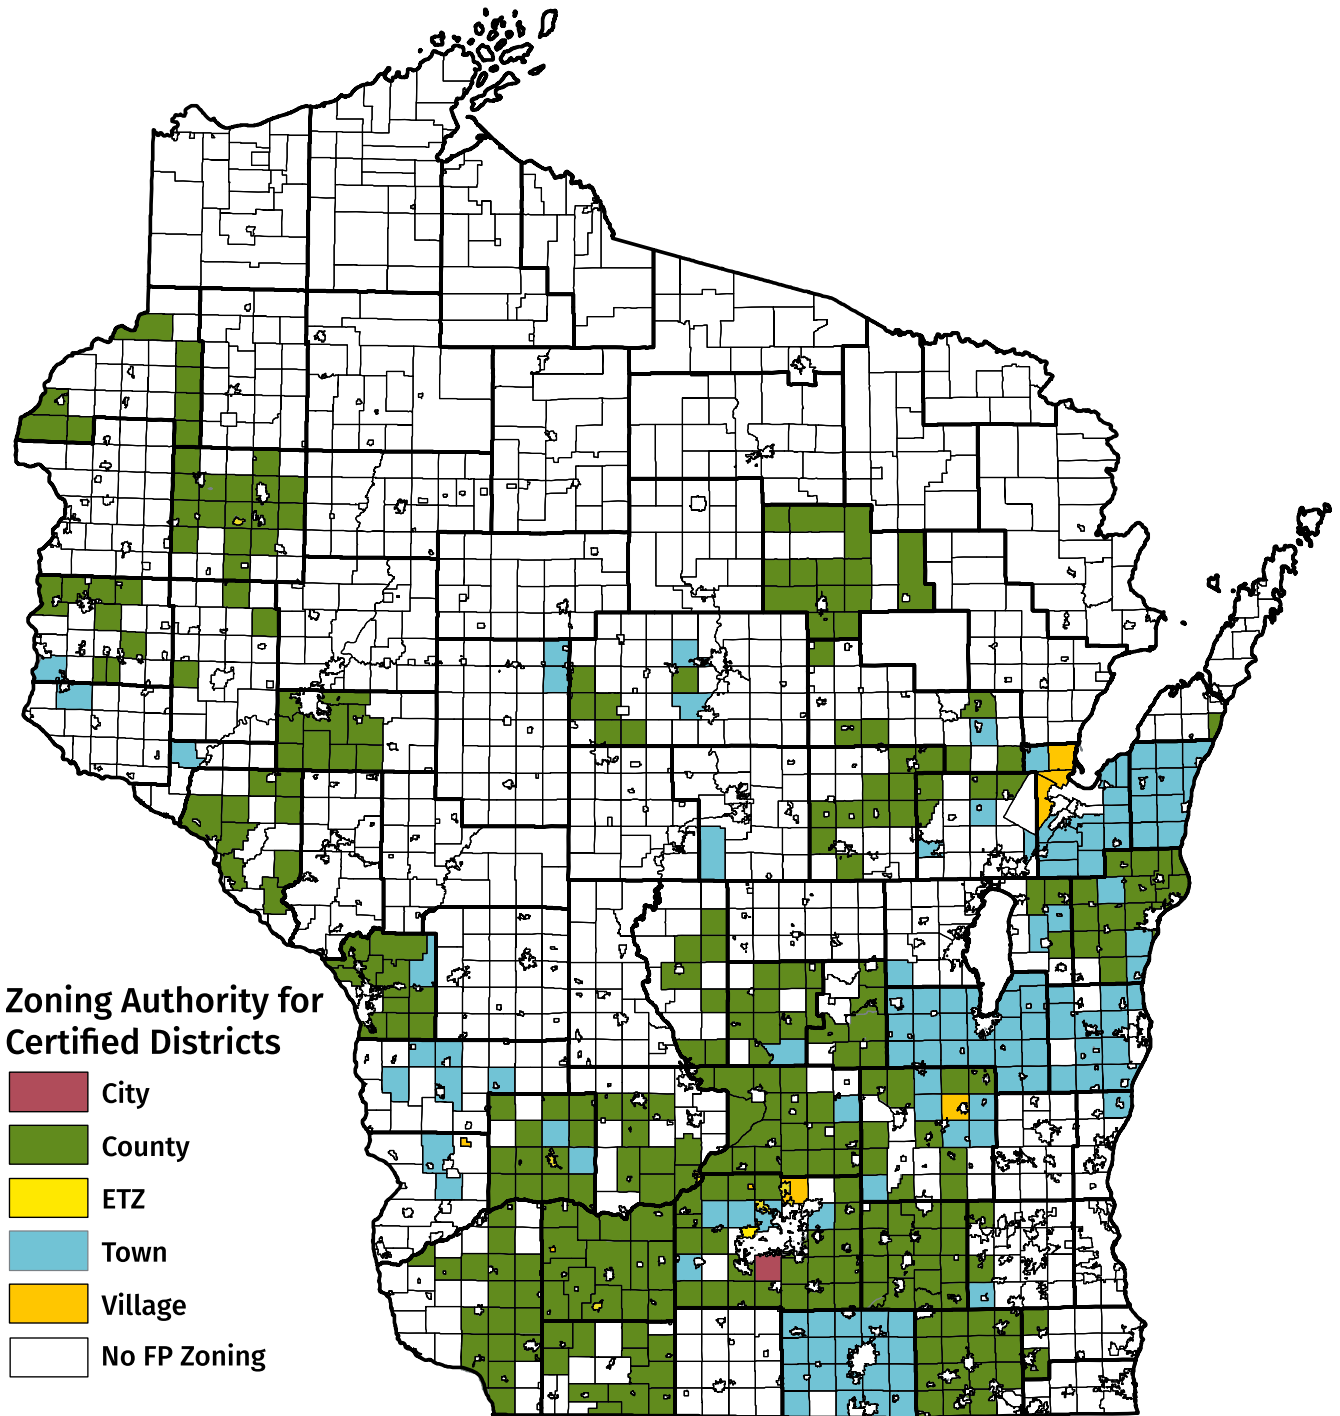 Zoning Authority for
Certified Districts
City
County
ETZ
Town
Village
No FP Zoning